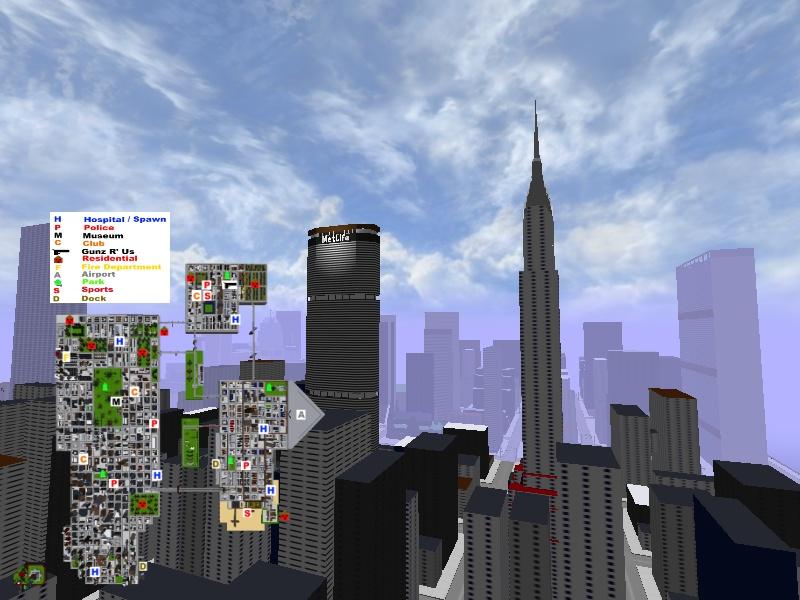 H Hospital / Spawn
P Police
M Museum
C Club
Gunz R' Us
Residential
F Fire Department
A Airport
Park
S Sports
D Dock
MetLife
P
C S
H
H
F
C
M
A
P
H
C
D
P
H
P
H
S
D
H